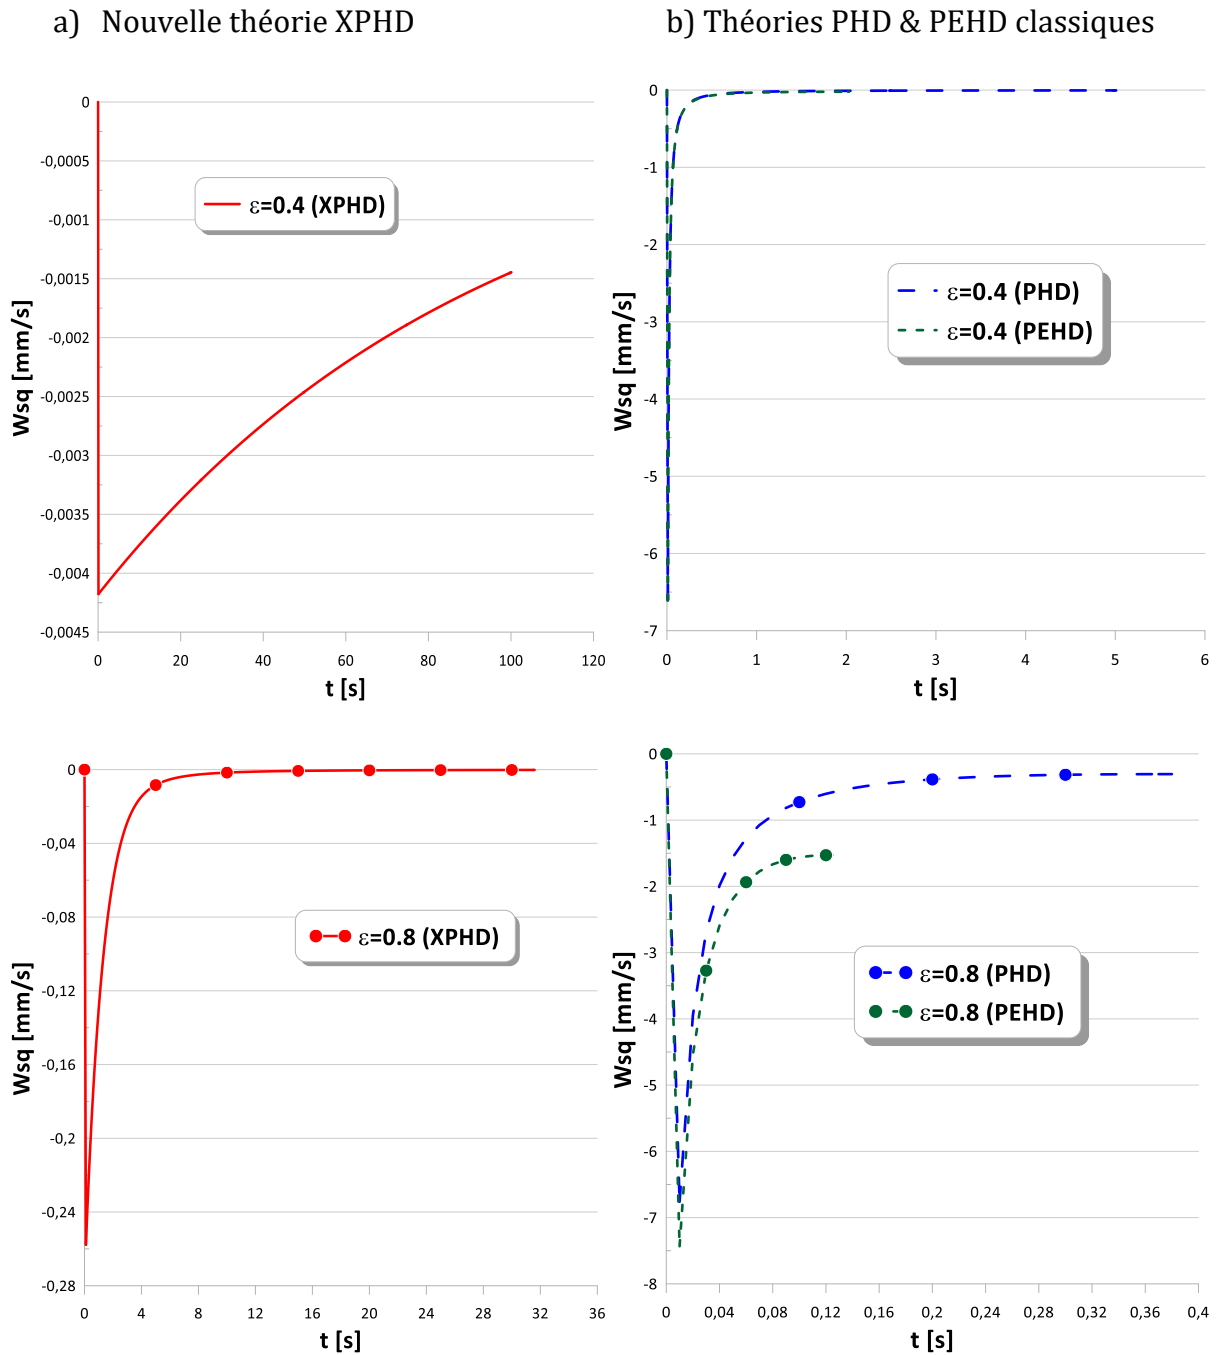 a) Nouvelle théorie XPHD
b) Théories PHD & PEHD classiques
0
-0,0005
-0,001
-0,0015
-0,002
-0,0025
-0,003
-0,0035
-0,004
-0,0045
Wsq [mm/s]
ε=0.4 (XPHD)
0 20 40 60 80 100 120
t [s]
0
-1
-2
-3
-4
-5
-6
-7
Wsq [mm/s]
ε=0.4 (PHD)
ε=0.4 (PEHD)
0 1 2 3 4 5 6
t [s]
0
-0,04
-0,08
-0,12
-0,16
-0,2
-0,24
-0,28
Wsq [mm/s]
ε=0.8 (XPHD)
0 4 8 12 16 20 24 28 32 36
t [s]
0
-1
-2
-3
-4
-5
-6
-7
-8
Wsq [mm/s]
ε=0.8 (PHD)
ε=0.8 (PEHD)
0 0,04 0,08 0,12 0,16 0,2 0,24 0,28 0,32 0,36 0,4
t [s]